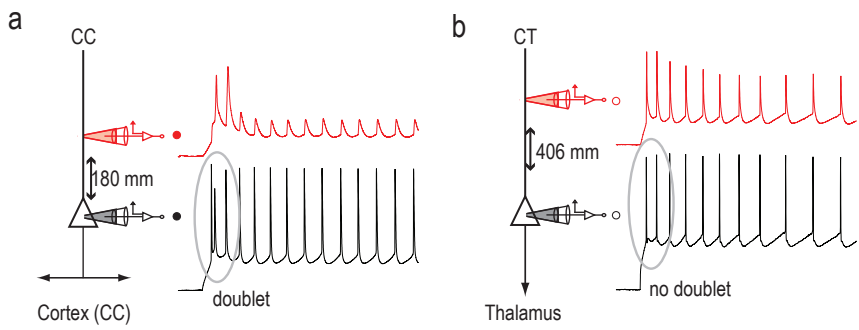 a
CC
180 mm
Cortex (CC)
doublet
b
CT
406 mm
Thalamus
no doublet